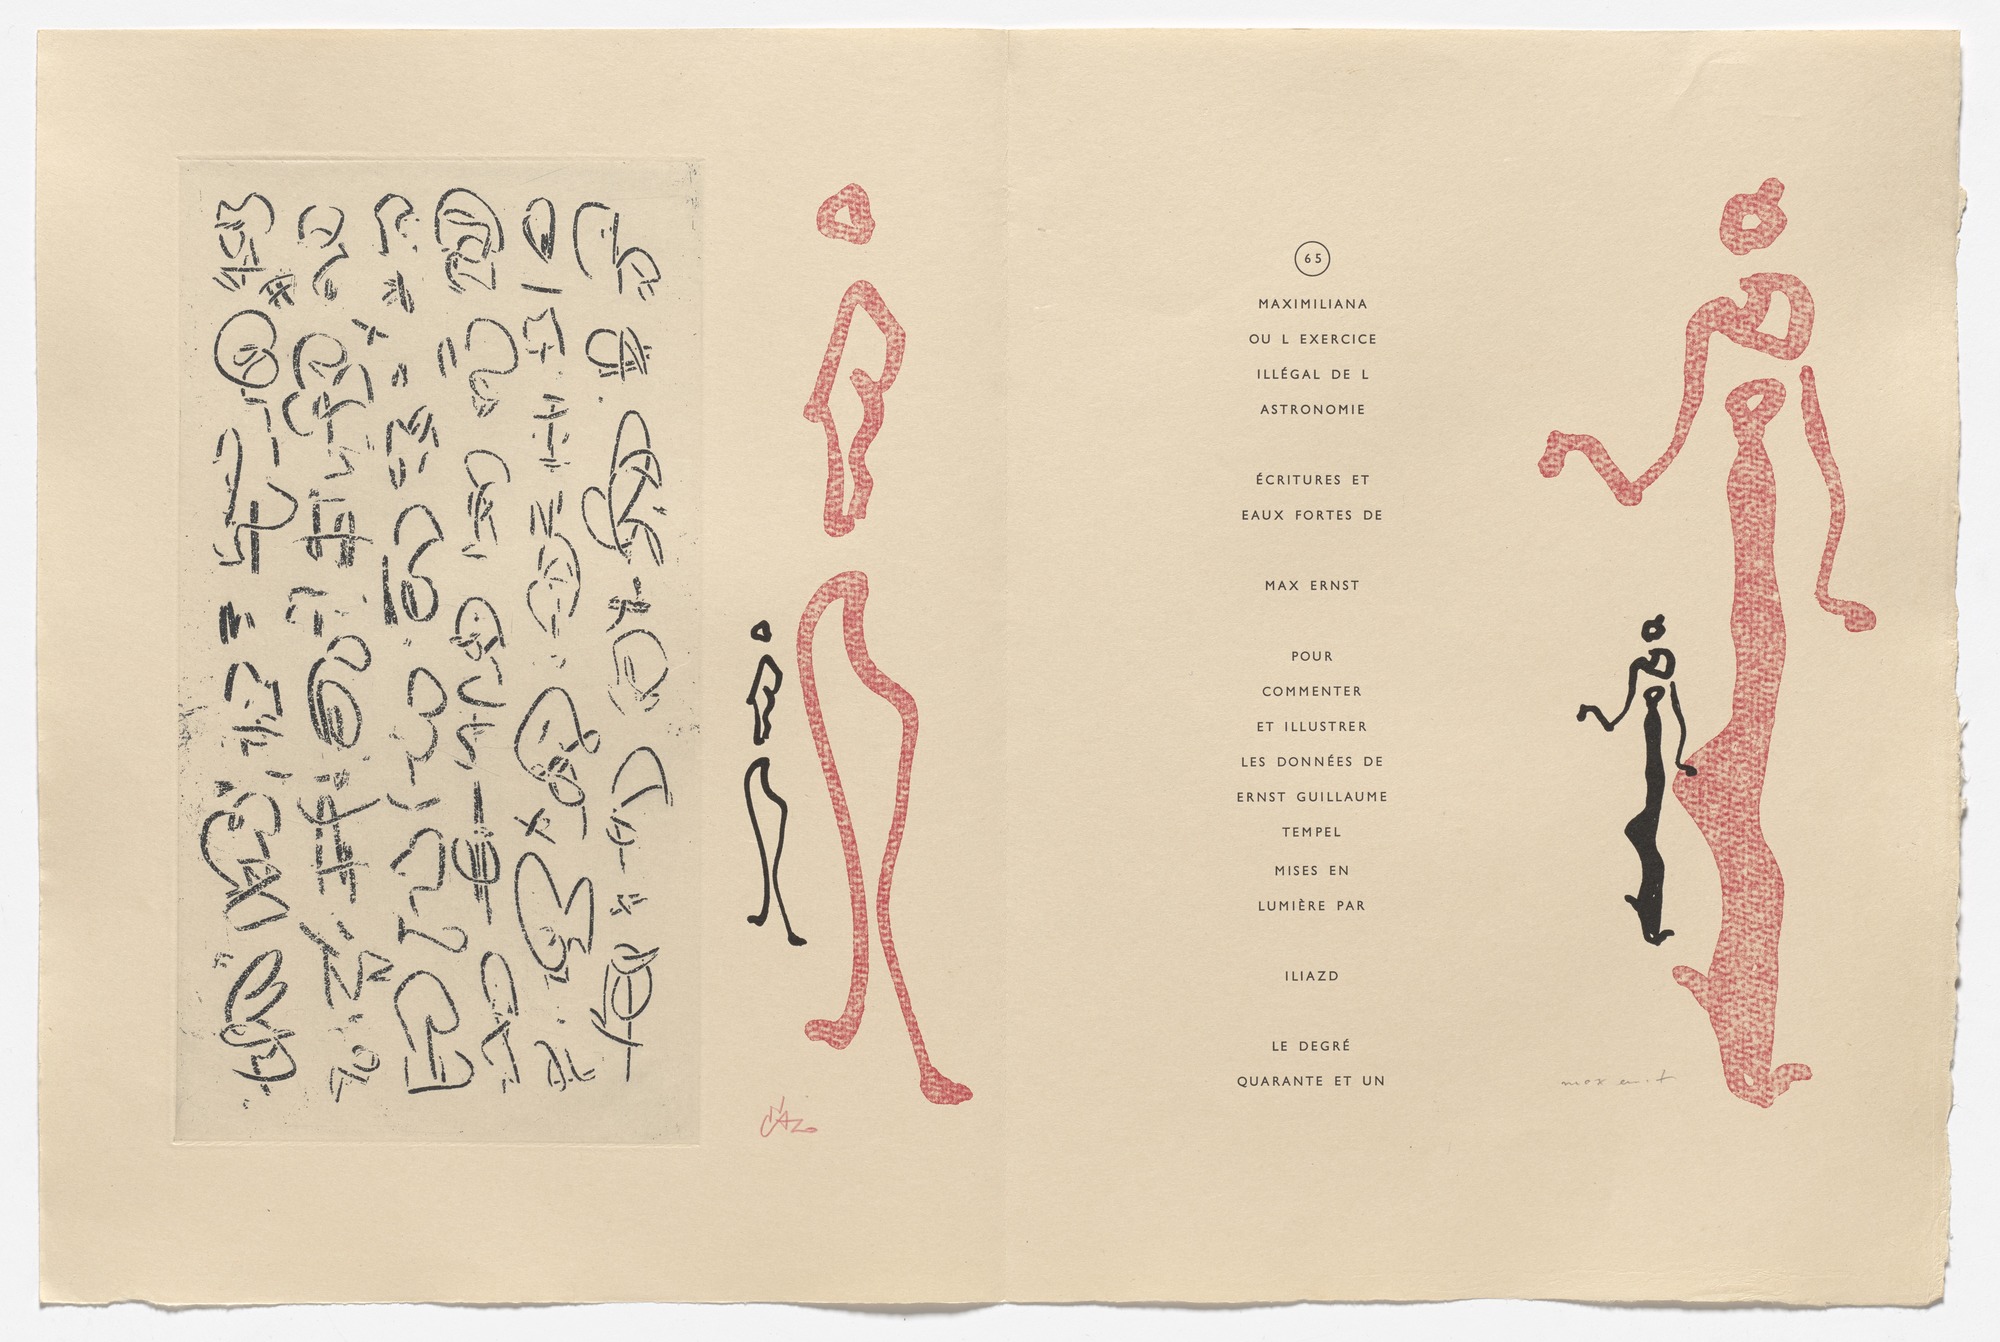 65
MAXIMILIANA
OU L EXERCICE
ILLÉGAL DE L
ASTRONOMIE
ÉCRITURES ET
EAUX FORTES DE
MAX ERNST
POUR
COMMENTER
ET ILLUSTRER
LES DONNÉES DE
ERNST GUILLAUME
TEMPEL
MISES EN
LUMIÈRE PAR
ILIAZD
LE DEGRÉ
QUARANTE ET UN
max ernst